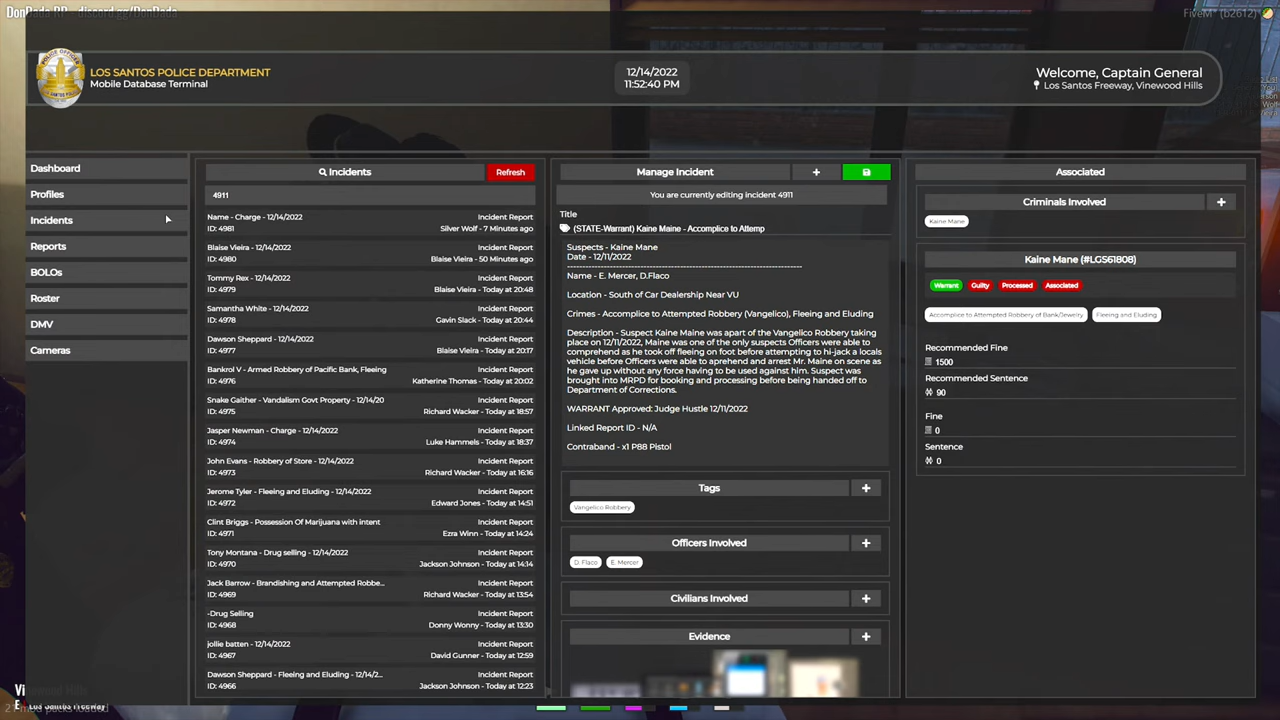 DonDada RP - discord.gg/DonDada
FiveM® (b2612)
LOS SANTOS POLICE DEPARTMENT
Mobile Database Terminal
12/14/2022
11:52:40 PM
Welcome, Captain General
Los Santos Freeway, Vinewood Hills
Dashboard
Profiles
Incidents
Reports
BOLOs
Roster
DMV
Cameras
Incidents
Refresh
4911
Name - Charge - 12/14/2022 Incident Report
ID: 4981 Silver Wolf - 7 Minutes ago
Blaise Vieira - 12/14/2022 Incident Report
ID: 4980 Blaise Vieira - 50 Minutes ago
Tommy Rex - 12/14/2022 Incident Report
ID: 4979 Blaise Vieira - Today at 20:48
Samantha White - 12/14/2022 Incident Report
ID: 4978 Gavin Slack - Today at 20:44
Dawson Sheppard - 12/14/2022 Incident Report
ID: 4977 Blaise Vieira - Today at 20:17
Bankrol V - Armed Robbery of Pacific Bank, Fleeing Incident Report
ID: 4976 Katherine Thomas - Today at 20:02
Snake Gaither - Vandalism Govt Property - 12/14/20 Incident Report
ID: 4975 Richard Wacker - Today at 18:57
Jasper Newman - Charge - 12/14/2022 Incident Report
ID: 4974 Luke Hammels - Today at 18:37
John Evans - Robbery of Store - 12/14/2022 Incident Report
ID: 4973 Richard Wacker - Today at 16:16
Jerome Tyler - Fleeing and Eluding - 12/14/2022 Incident Report
ID: 4972 Edward Jones - Today at 14:51
Clint Briggs - Possession Of Marijuana with intent Incident Report
ID: 4971 Ezra Winn - Today at 14:24
Tony Montana - Drug selling - 12/14/2022 Incident Report
ID: 4970 Jackson Johnson - Today at 14:14
Jack Barrow - Brandishing and Attempted Robbe... Incident Report
ID: 4969 Richard Wacker - Today at 13:54
-Drug Selling Incident Report
ID: 4968 Donny Wonny - Today at 13:30
jollie batten - 12/14/2022 Incident Report
ID: 4967 David Gunner - Today at 12:59
Dawson Sheppard - Fleeing and Eluding - 12/14/2... Incident Report
ID: 4966 Jackson Johnson - Today at 12:23
Manage Incident
+
You are currently editing incident 4911
Title
(STATE-Warrant) Kaine Maine - Accomplice to Attemp
Suspects - Kaine Mane
Date - 12/11/2022
--------------------------------------------------------------------------------
Name - E. Mercer, D.Flaco
Location - South of Car Dealership Near VU
Crimes - Accomplice to Attempted Robbery (Vangelico), Fleeing and Eluding
Description - Suspect Kaine Maine was apart of the Vangelico Robbery taking
place on 12/11/2022, Maine was one of the only suspects Officers were able to
comprehend as he took off fleeing on foot before attempting to hi-jack a locals
vehicle before Officers were able to aprehend and arrest Mr. Maine on scene as
he gave up without any force having to be used against him. Suspect was
brought into MRPD for booking and processing before being handed off to
Department of Corrections.
WARRANT Approved: Judge Hustle 12/11/2022
Linked Report ID - N/A
Contraband - x1 P88 Pistol
Tags +
Vangelico Robbery
Officers Involved +
D. Flaco E. Mercer
Civilians Involved +
Evidence +
Associated
Criminals Involved +
Kaine Mane
Kaine Mane (#LGS61808)
Warrant Guilty Processed Associated
Accomplice to Attempted Robbery of Bank/Jewelry Fleeing and Eluding
Recommended Fine
1500
Recommended Sentence
90
Fine
0
Sentence
0
Los Santos Freeway